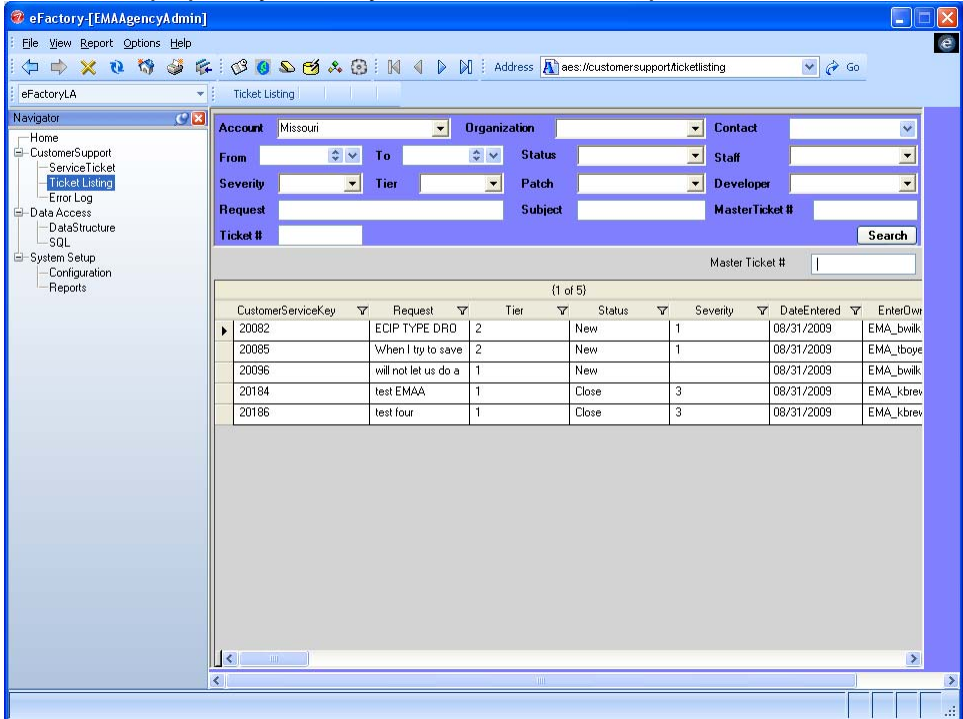 eFactory-[EMAAgencyAdmin]
File View Report Options Help
Address aes://customersupport/ticketlisting Go
eFactoryLA Ticket Listing
Navigator
Home
CustomerSupport
ServiceTicket
Ticket Listing
Error Log
Data Access
DataStructure
SQL
System Setup
Configuration
Reports
Account Missouri Organization Contact
From To Status Staff
Severity Tier Patch Developer
Request Subject MasterTicket #
Ticket # Search
Master Ticket #
(1 of 5)
CustomerServiceKey Request Tier Status Severity DateEntered EnterOwn
20082 ECIP TYPE DRO 2 New 1 08/31/2009 EMA_bwilk
20085 When I try to save 2 New 1 08/31/2009 EMA_tboye
20096 will not let us do a 1 New 08/31/2009 EMA_bwilk
20184 test EMAA 1 Close 3 08/31/2009 EMA_kbrew
20186 test four 1 Close 3 08/31/2009 EMA_kbrew